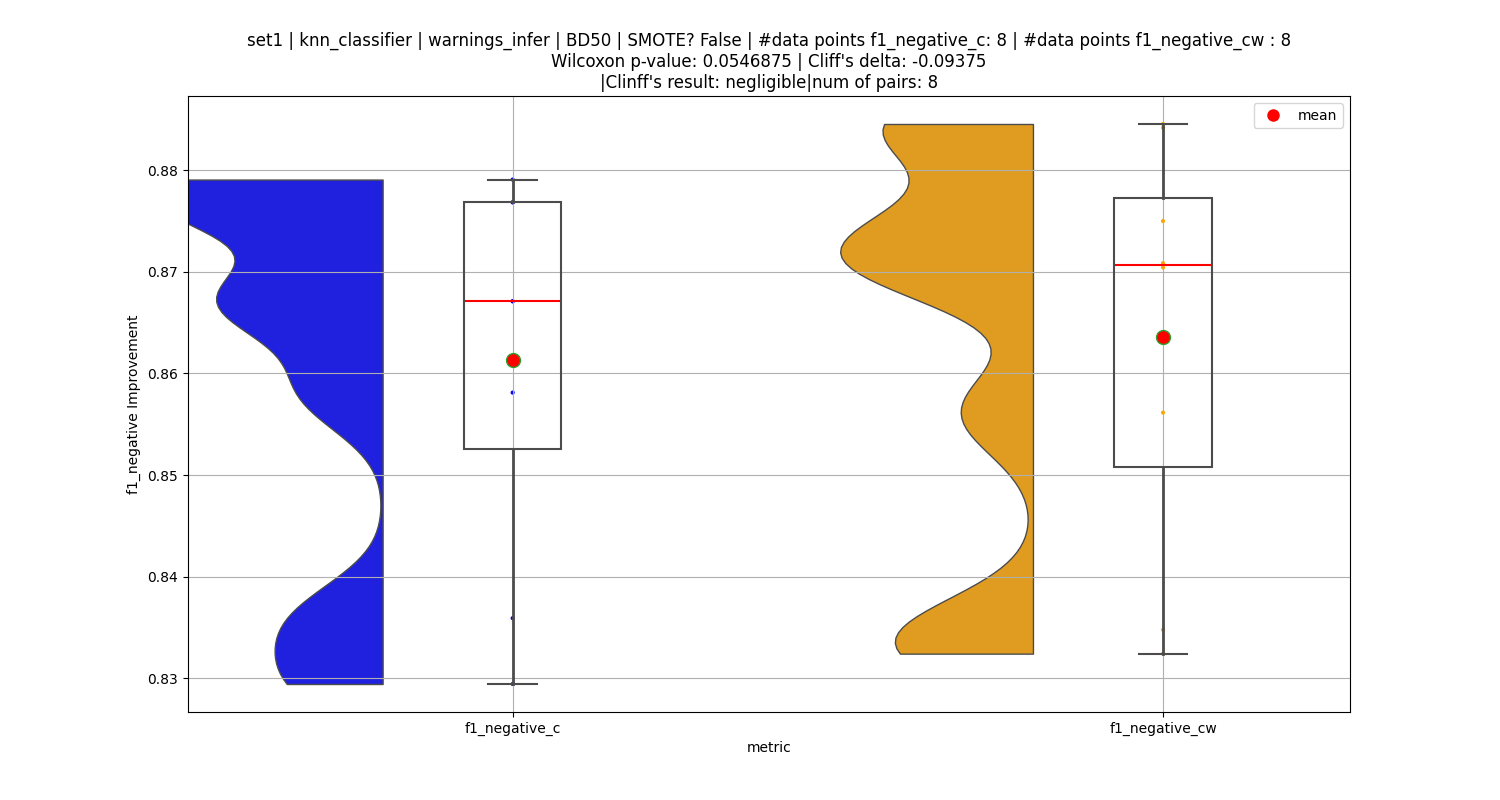 set1 | knn_classifier | warnings_infer | BD50 | SMOTE? False | #data points f1_negative_c: 8 | #data points f1_negative_cw : 8
Wilcoxon p-value: 0.0546875 | Cliff's delta: -0.09375
|Clinff's result: negligible|num of pairs: 8
mean
0.88
0.87
0.86
0.85
0.84
0.83
f1_negative Improvement
f1_negative_c
f1_negative_cw
metric